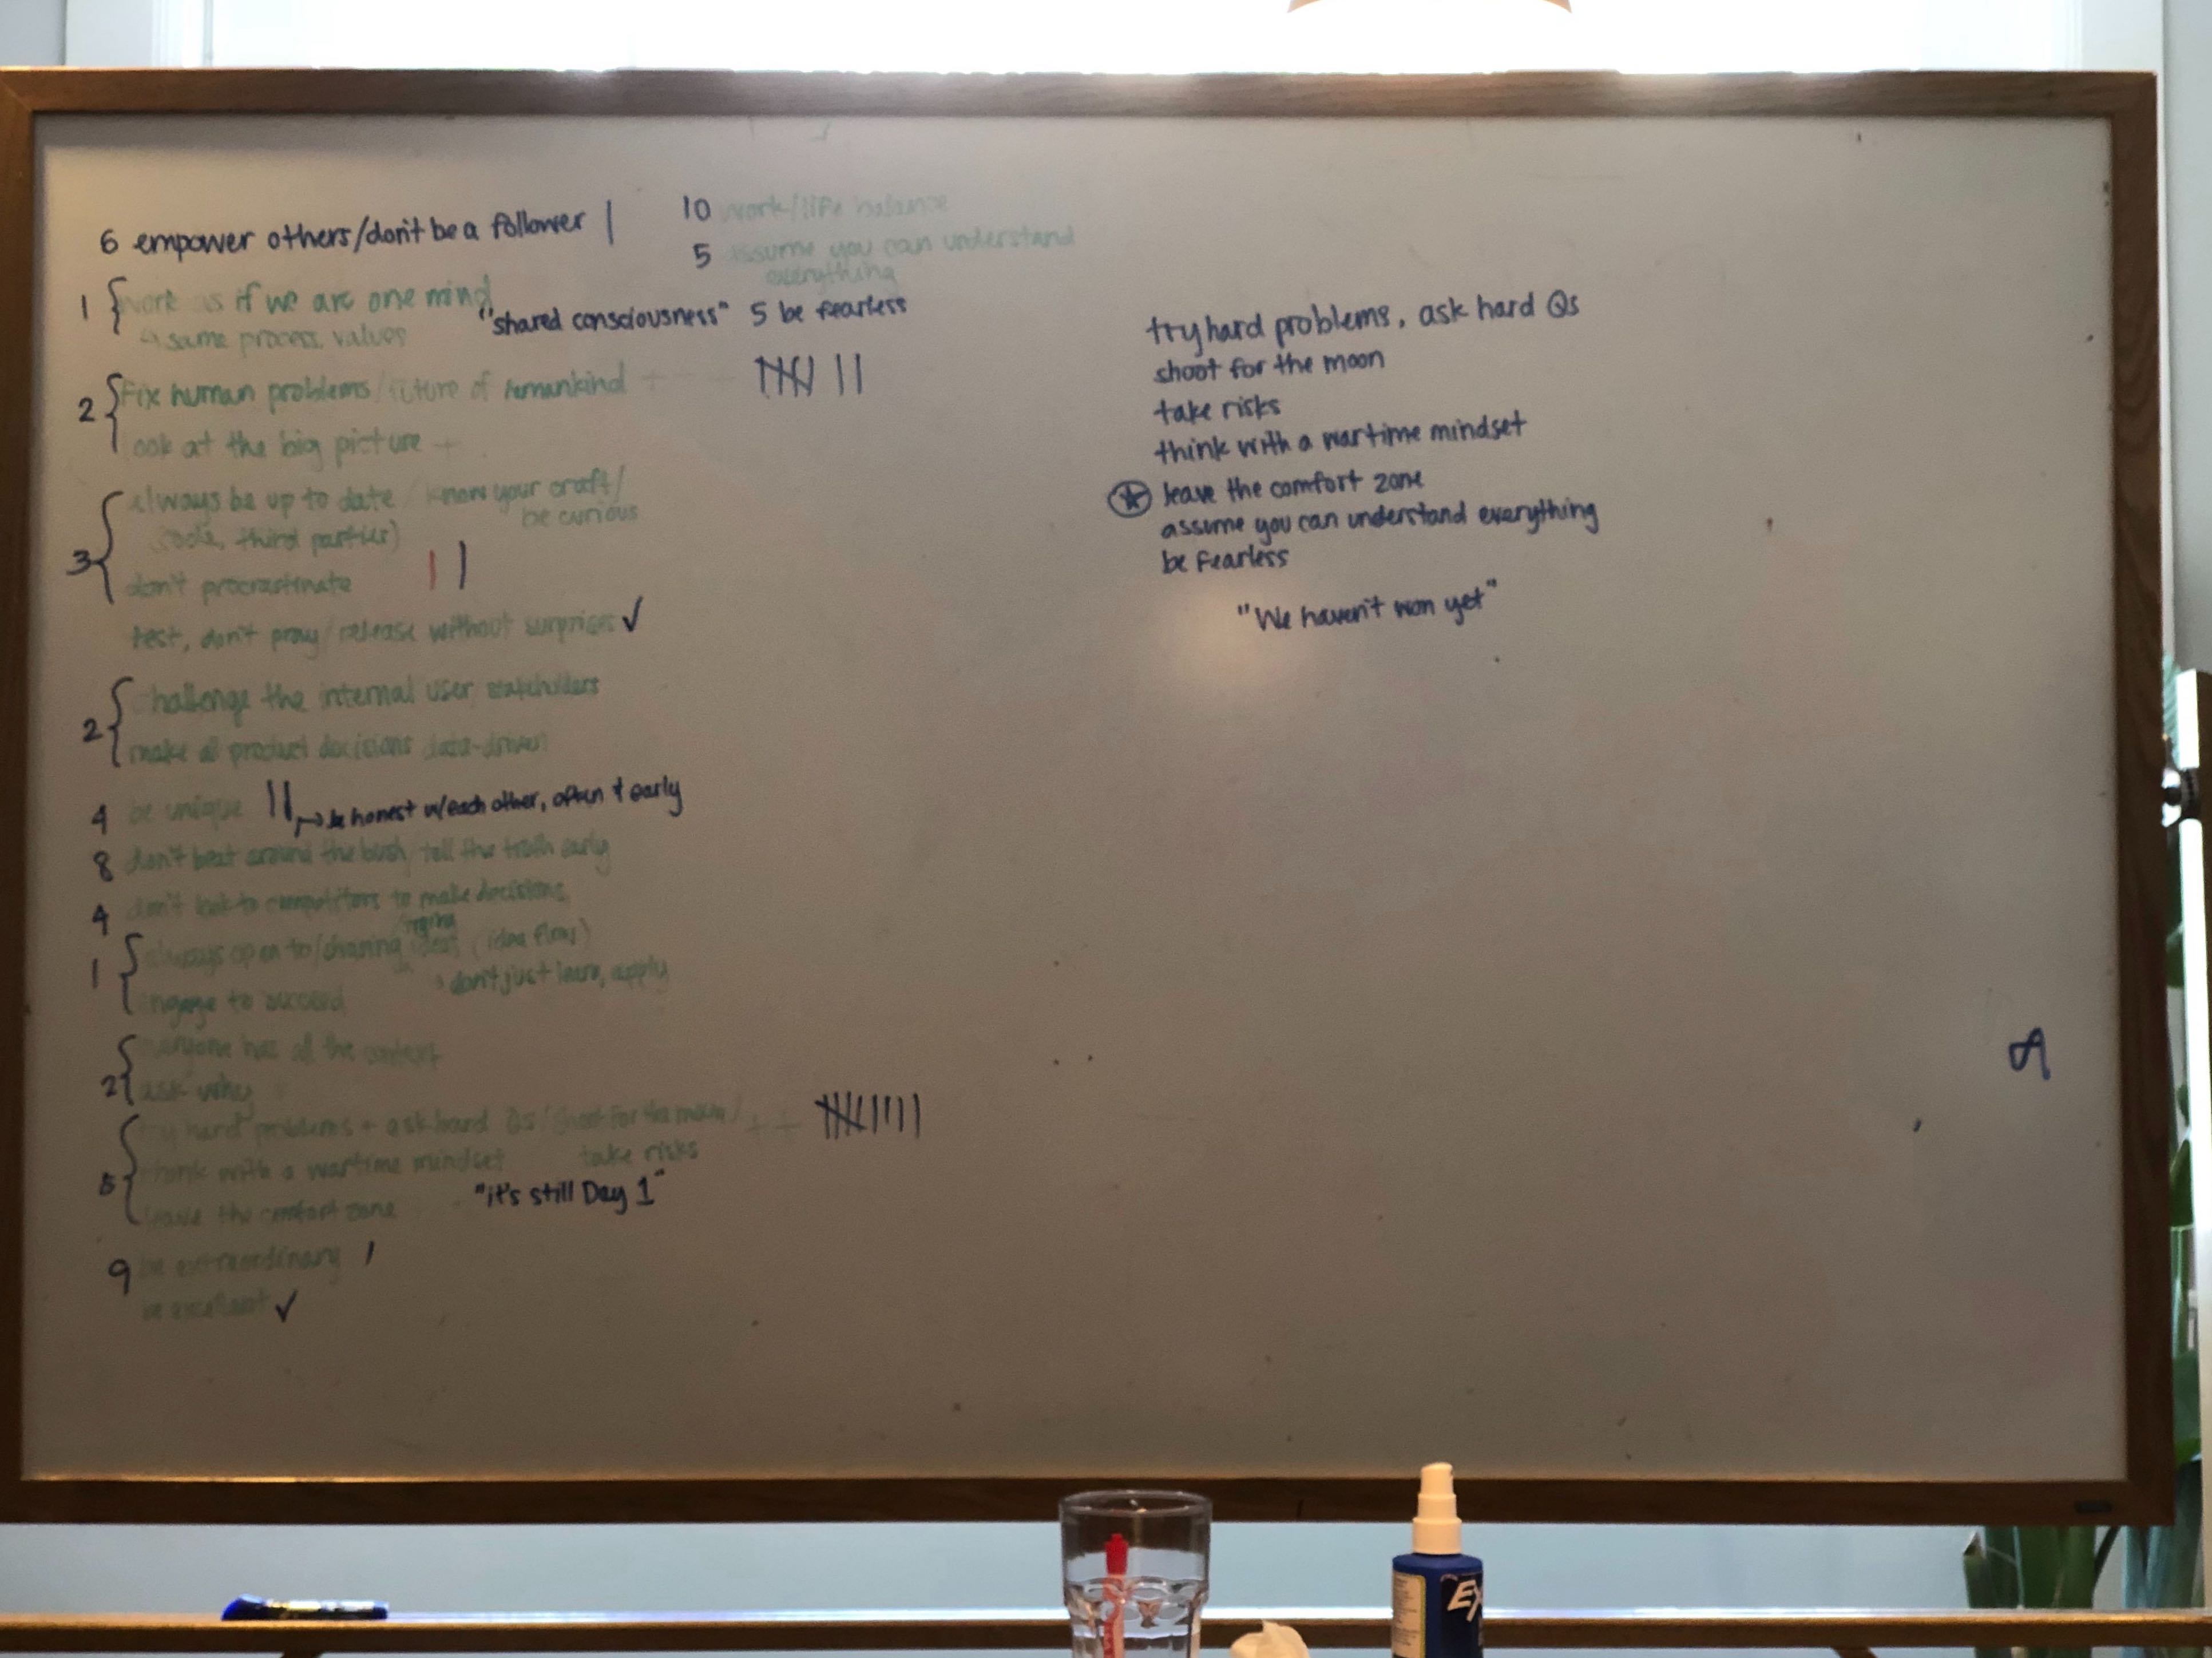 6 empower others/don't be a follower |
10 work/life balance
5 assume you can understand
everything
1 { work as if we are one mind
"shared consciousness" 5 be fearless
↳ same process, values
2 { Fix human problems/future of humankind + - -
look at the big picture +
3 { always be up to date / know your craft/
be curious
code, third parties)
don't procrastinate
test, don't pray/release without surprises ✓
2 { challenge the internal user stakeholders
make all product decisions data-driven
4 be unique || → be honest w/each other, often + early
8 don't beat around the bush/tell the truth early
4 don't look to competitors to make decisions
1 { always open to/sharing ideas (idea flow)
don't just learn, apply
engage to succeed
2 { everyone has all the context
ask why
5 { try hard problems + ask hard Qs (shoot for the moon) + +
think with a wartime mindset take risks
leave the comfort zone
"it's still Day 1"
9 be extraordinary |
be excellent ✓
try hard problems, ask hard Qs
shoot for the moon
take risks
think with a wartime mindset
leave the comfort zone
assume you can understand everything
be fearless
"We haven't won yet"